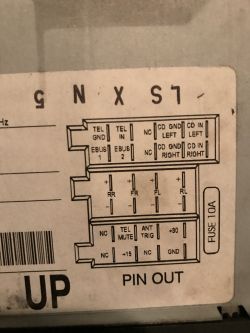 LS X N 5
Hz
TEL GND TEL IN NC CD GND LEFT CD IN LEFT
EBUS 1 EBUS 2 NC CD GND RIGHT CD IN RIGHT
+ + + +
RR FR FL RL
- - - -
NC TEL MUTE ANT TRIG +30
NC +15 NC GND
FUSE 10A
UP
PIN OUT